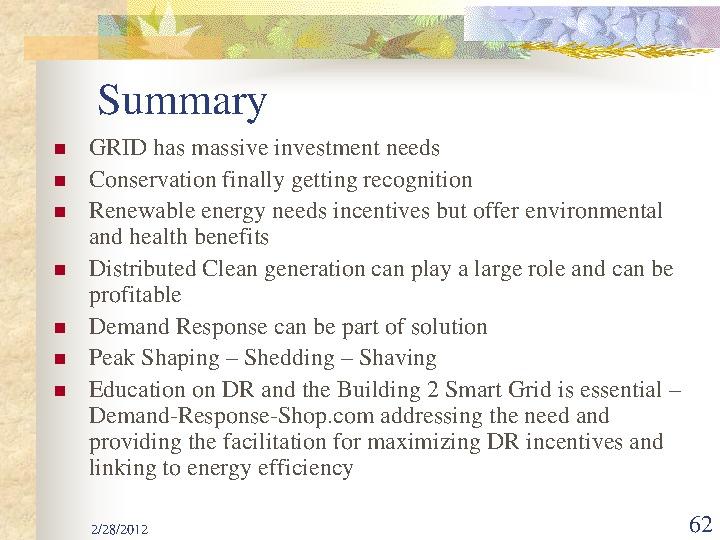 Summary
GRID has massive investment needs
Conservation finally getting recognition
Renewable energy needs incentives but offer environmental
and health benefits
Distributed Clean generation can play a large role and can be
profitable
Demand Response can be part of solution
Peak Shaping – Shedding – Shaving
Education on DR and the Building 2 Smart Grid is essential –
Demand-Response-Shop.com addressing the need and
providing the facilitation for maximizing DR incentives and
linking to energy efficiency
2/28/2012
62